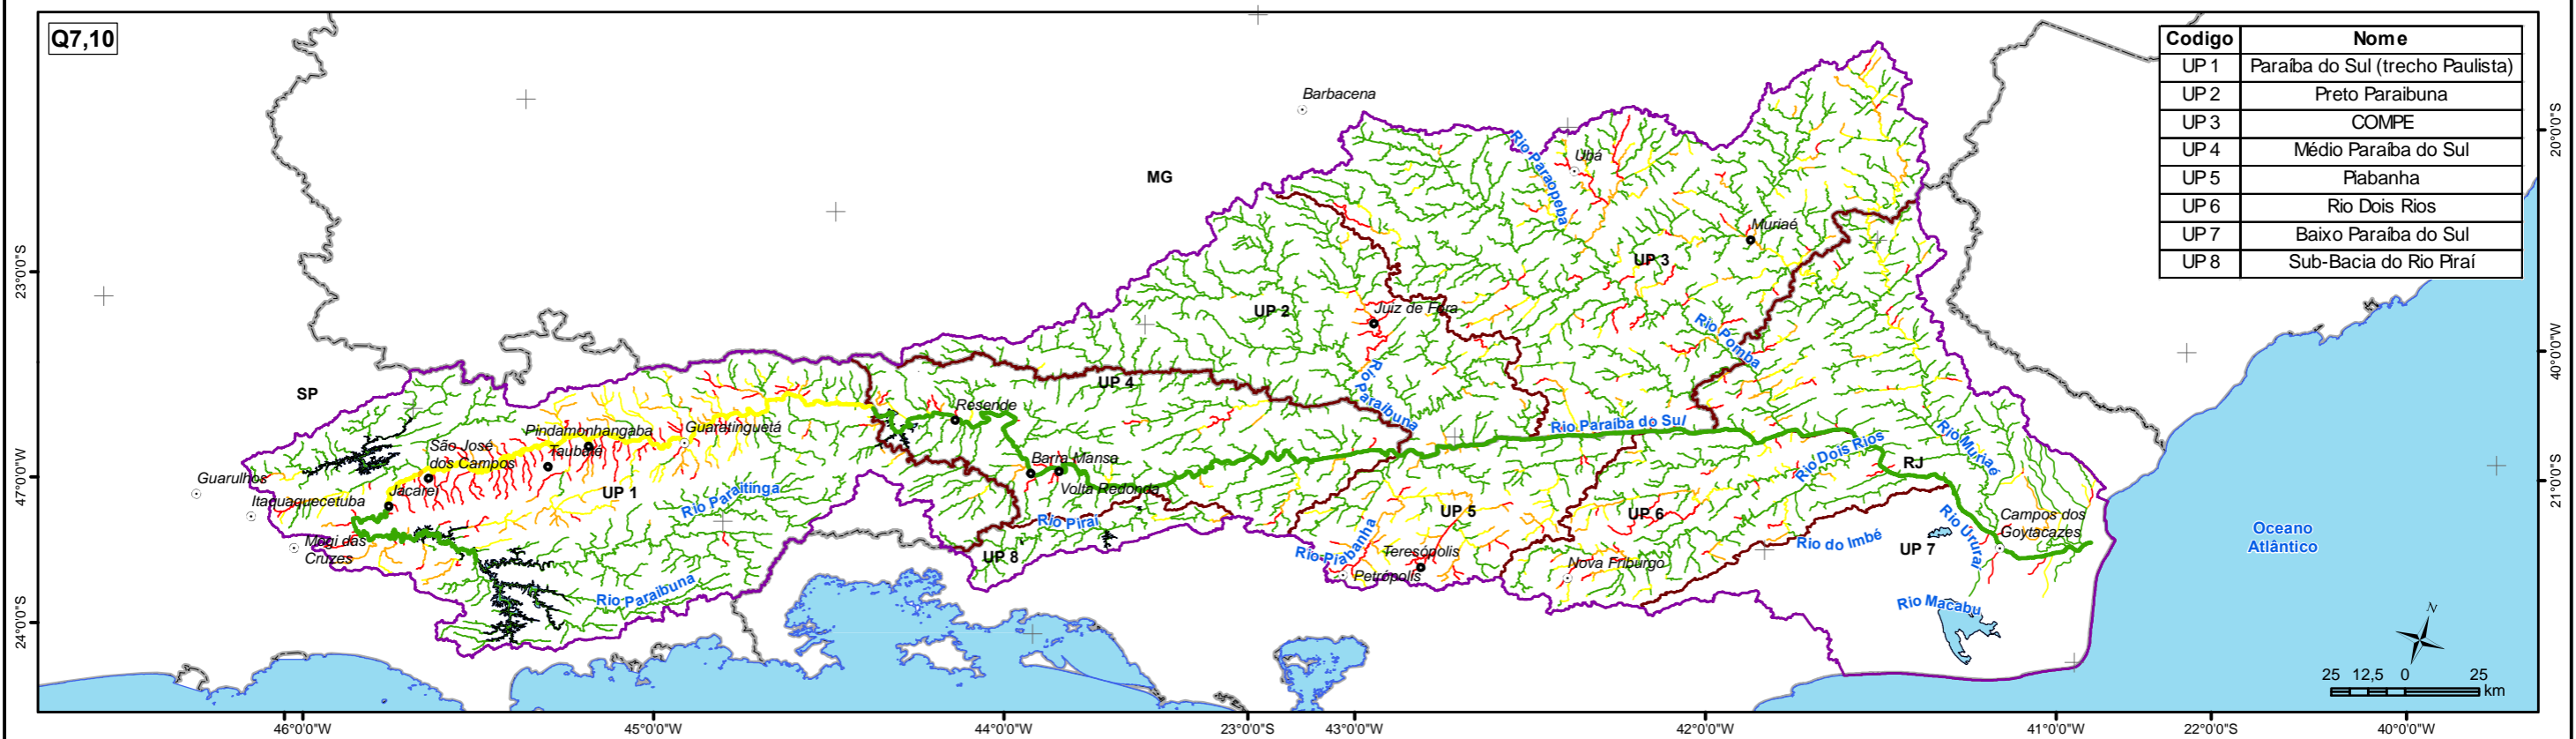 Q7,10
Codigo Nome
UP 1 Paraíba do Sul (trecho Paulista)
UP 2 Preto Paraibuna
UP 3 COMPE
UP 4 Médio Paraíba do Sul
UP 5 Piabanha
UP 6 Rio Dois Rios
UP 7 Baixo Paraíba do Sul
UP 8 Sub-Bacia do Rio Piraí
Barbacena
MG
Rio Paraopeba
Ubá
Muriaé
UP 3
UP 2
Juiz de Fora
Rio Pomba
Rio Paraibuna
SP
UP 4
Resende
Rio Paraíba do Sul
Pindamonhangaba
Guaratinguetá
São José
dos Campos
Taubaté
Barra Mansa
Volta Redonda
Rio Dois Rios
Rio Muriaé
RJ
Guarulhos
Jacareí
UP 1
Rio Paraitinga
Itaquaquecetuba
Mogi das
Cruzes
Rio Piraí
UP 8
UP 5
UP 6
Rio Piabanha
Teresópolis
Petrópolis
Nova Friburgo
Rio do Imbé
UP 7
Rio Ururaí
Campos dos
Goytacazes
Oceano
Atlântico
Rio Paraibuna
Rio Macabu
N
25 12,5 0 25
km
23°0'0"S
47°0'0"W
24°0'0"S
20°0'0"S
40°0'0"W
21°0'0"S
46°0'0"W 45°0'0"W 44°0'0"W 23°0'0"S 43°0'0"W 42°0'0"W 41°0'0"W 22°0'0"S 40°0'0"W